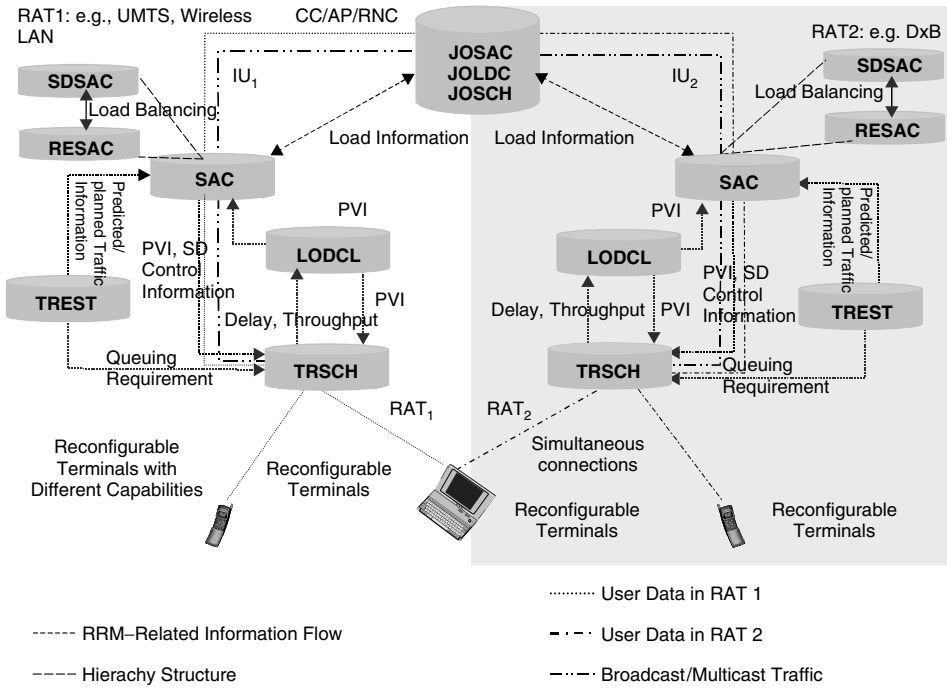 RAT1: e.g., UMTS, Wireless
LAN
CC/AP/RNC
RAT2: e.g. DxB
JOSAC
JOLDC
JOSCH
SDSAC
Load Balancing
RESAC
IU1
IU2
SDSAC
Load Balancing
RESAC
Load Information
Load Information
SAC
SAC
Predicted/
planned Traffic
Information
PVI
PVI
Predicted/
planned Traffic
Information
LODCL
LODCL
PVI, SD
Control
Information
PVI, SD
Control
Information
TREST
TREST
PVI
PVI
Delay, Throughput
Delay, Throughput
Queuing
Requirement
Queuing
Requirement
TRSCH
TRSCH
RAT1
RAT2
Reconfigurable
Terminals with
Different Capabilities
Reconfigurable
Terminals
Simultaneous
connections
Reconfigurable
Terminals
Reconfigurable
Terminals
User Data in RAT 1
RRM–Related Information Flow
User Data in RAT 2
Hierachy Structure
Broadcast/Multicast Traffic